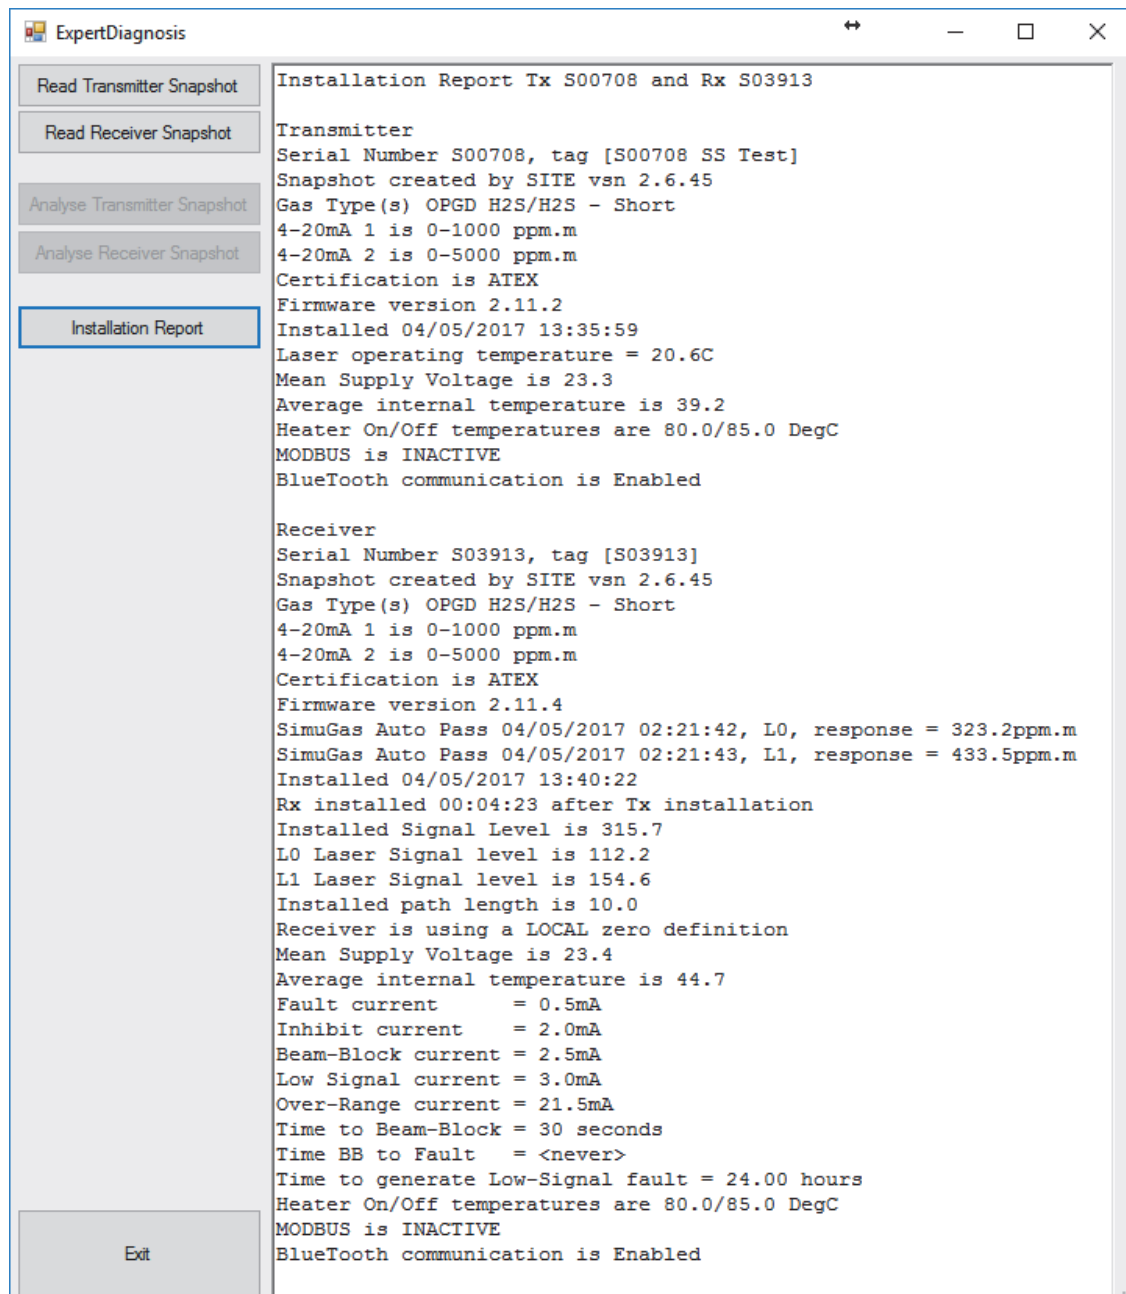 ExpertDiagnosis
Read Transmitter Snapshot
Read Receiver Snapshot
Analyse Transmitter Snapshot
Analyse Receiver Snapshot
Installation Report
Exit
Installation Report Tx S00708 and Rx S03913
Transmitter
Serial Number S00708, tag [S00708 SS Test]
Snapshot created by SITE vsn 2.6.45
Gas Type(s) OPGD H2S/H2S - Short
4-20mA 1 is 0-1000 ppm.m
4-20mA 2 is 0-5000 ppm.m
Certification is ATEX
Firmware version 2.11.2
Installed 04/05/2017 13:35:59
Laser operating temperature = 20.6C
Mean Supply Voltage is 23.3
Average internal temperature is 39.2
Heater On/Off temperatures are 80.0/85.0 DegC
MODBUS is INACTIVE
BlueTooth communication is Enabled
Receiver
Serial Number S03913, tag [S03913]
Snapshot created by SITE vsn 2.6.45
Gas Type(s) OPGD H2S/H2S - Short
4-20mA 1 is 0-1000 ppm.m
4-20mA 2 is 0-5000 ppm.m
Certification is ATEX
Firmware version 2.11.4
SimuGas Auto Pass 04/05/2017 02:21:42, L0, response = 323.2ppm.m
SimuGas Auto Pass 04/05/2017 02:21:43, L1, response = 433.5ppm.m
Installed 04/05/2017 13:40:22
Rx installed 00:04:23 after Tx installation
Installed Signal Level is 315.7
L0 Laser Signal level is 112.2
L1 Laser Signal level is 154.6
Installed path length is 10.0
Receiver is using a LOCAL zero definition
Mean Supply Voltage is 23.4
Average internal temperature is 44.7
Fault current = 0.5mA
Inhibit current = 2.0mA
Beam-Block current = 2.5mA
Low Signal current = 3.0mA
Over-Range current = 21.5mA
Time to Beam-Block = 30 seconds
Time BB to Fault = <never>
Time to generate Low-Signal fault = 24.00 hours
Heater On/Off temperatures are 80.0/85.0 DegC
MODBUS is INACTIVE
BlueTooth communication is Enabled